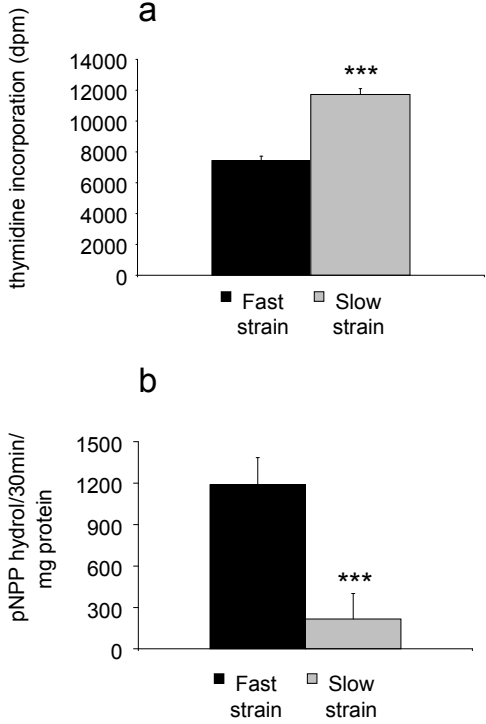 a
thymidine incorporation (dpm)
14000
12000
10000
8000
6000
4000
2000
0
***
Fast strain
Slow strain
b
pNPP hydrol/30min/
mg protein
1500
1200
900
600
300
0
***
Fast strain
Slow strain